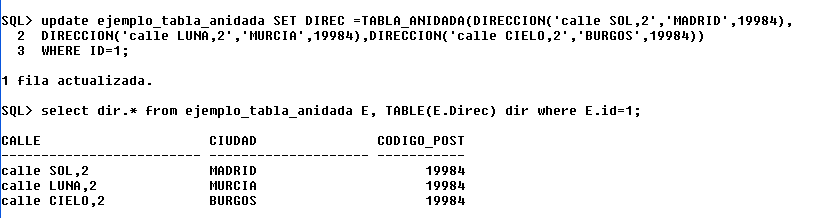 SQL> update ejemplo_tabla_anidada SET DIREC =TABLA_ANIDADA(DIRECCION('calle SOL,2','MADRID',19984),
2 DIRECCION('calle LUNA,2','MURCIA',19984),DIRECCION('calle CIELO,2','BURGOS',19984))
3 WHERE ID=1;
1 fila actualizada.
SQL> select dir.* from ejemplo_tabla_anidada E, TABLE(E.Direc) dir where E.id=1;
CALLE CIUDAD CODIGO_POST
------------------------- -------------------- -----------
calle SOL,2 MADRID 19984
calle LUNA,2 MURCIA 19984
calle CIELO,2 BURGOS 19984